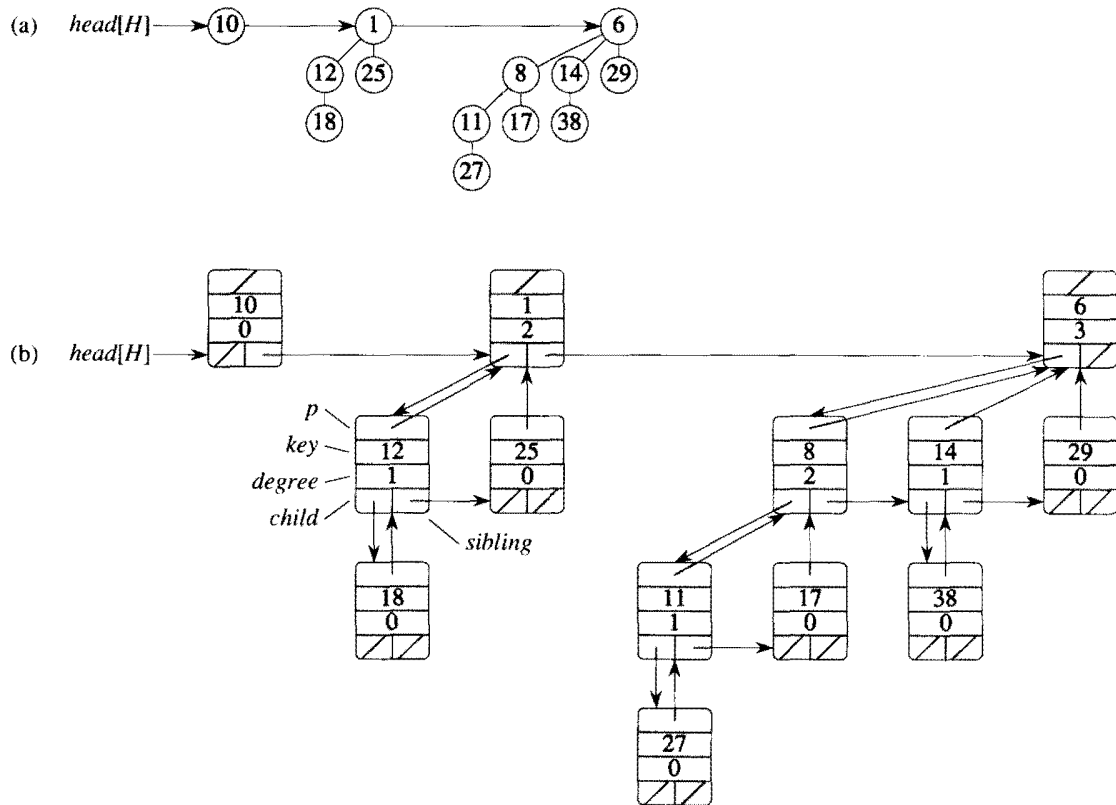 (a) head[H] 10 1 6
12 25 8 14 29
18 11 17 38
27
10 1 6
0 2 3
(b) head[H]
p
key 12 25 8 14 29
degree 1 0 2 1 0
child
sibling
18 11 17 38
0 1 0 0
27
0